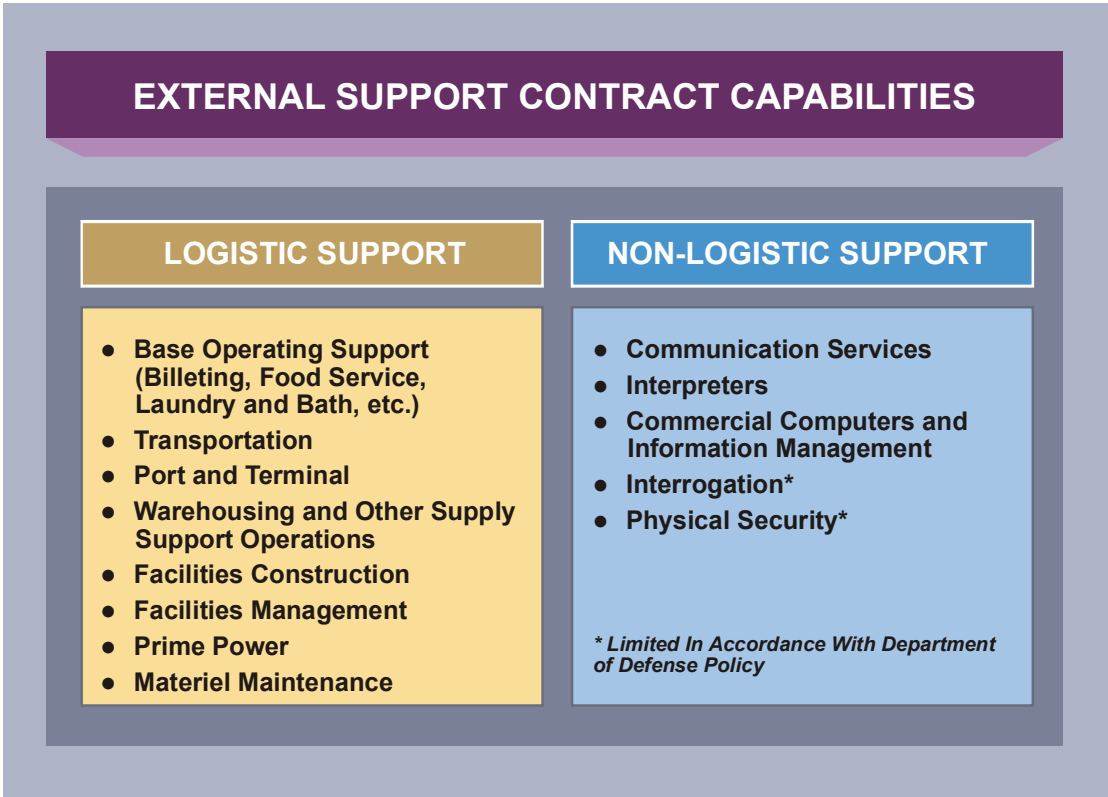 EXTERNAL SUPPORT CONTRACT CAPABILITIES
LOGISTIC SUPPORT
● Base Operating Support
(Billeting, Food Service,
Laundry and Bath, etc.)
● Transportation
● Port and Terminal
● Warehousing and Other Supply
Support Operations
● Facilities Construction
● Facilities Management
● Prime Power
● Materiel Maintenance
NON-LOGISTIC SUPPORT
● Communication Services
● Interpreters
● Commercial Computers and
Information Management
● Interrogation*
● Physical Security*
* Limited In Accordance With Department
of Defense Policy